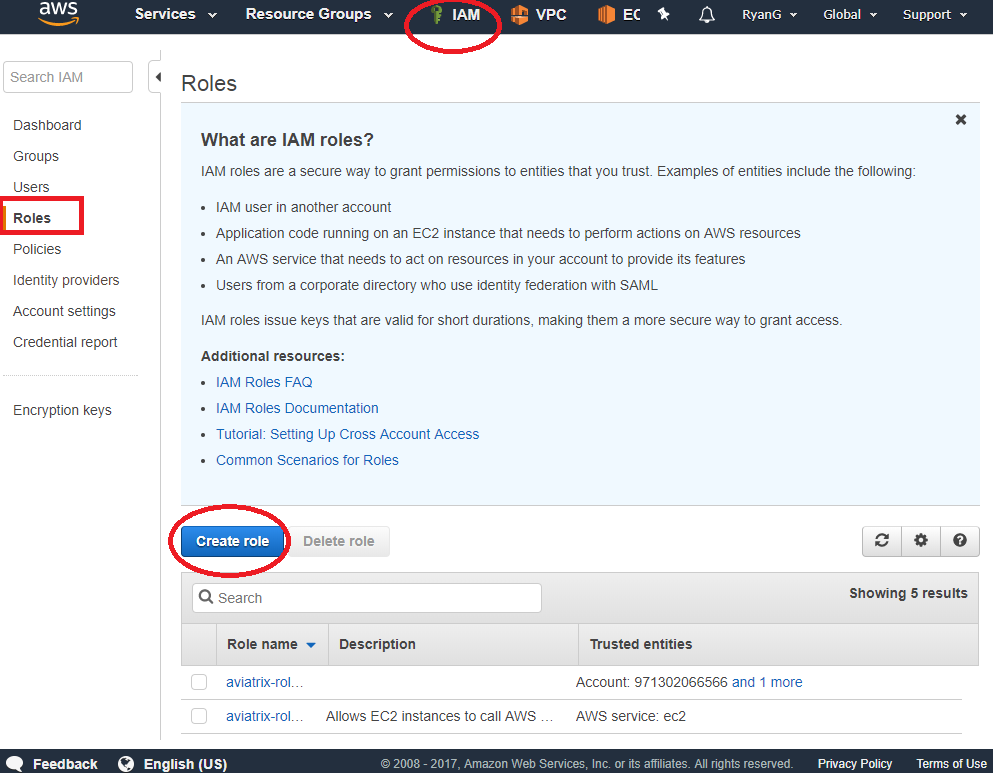 aws
Services
Resource Groups
IAM
VPC
EC
RyanG
Global
Support
Search IAM
Dashboard
Groups
Users
Roles
Policies
Identity providers
Account settings
Credential report
Encryption keys
Roles
What are IAM roles?
IAM roles are a secure way to grant permissions to entities that you trust. Examples of entities include the following:
IAM user in another account
Application code running on an EC2 instance that needs to perform actions on AWS resources
An AWS service that needs to act on resources in your account to provide its features
Users from a corporate directory who use identity federation with SAML
IAM roles issue keys that are valid for short durations, making them a more secure way to grant access.
Additional resources:
IAM Roles FAQ
IAM Roles Documentation
Tutorial: Setting Up Cross Account Access
Common Scenarios for Roles
Create role
Delete role
Search
Showing 5 results
Role name
Description
Trusted entities
aviatrix-rol…
Account: 971302066566 and 1 more
aviatrix-rol…
Allows EC2 instances to call AWS …
AWS service: ec2
Feedback
English (US)
© 2008 - 2017, Amazon Web Services, Inc. or its affiliates. All rights reserved.
Privacy Policy
Terms of Use